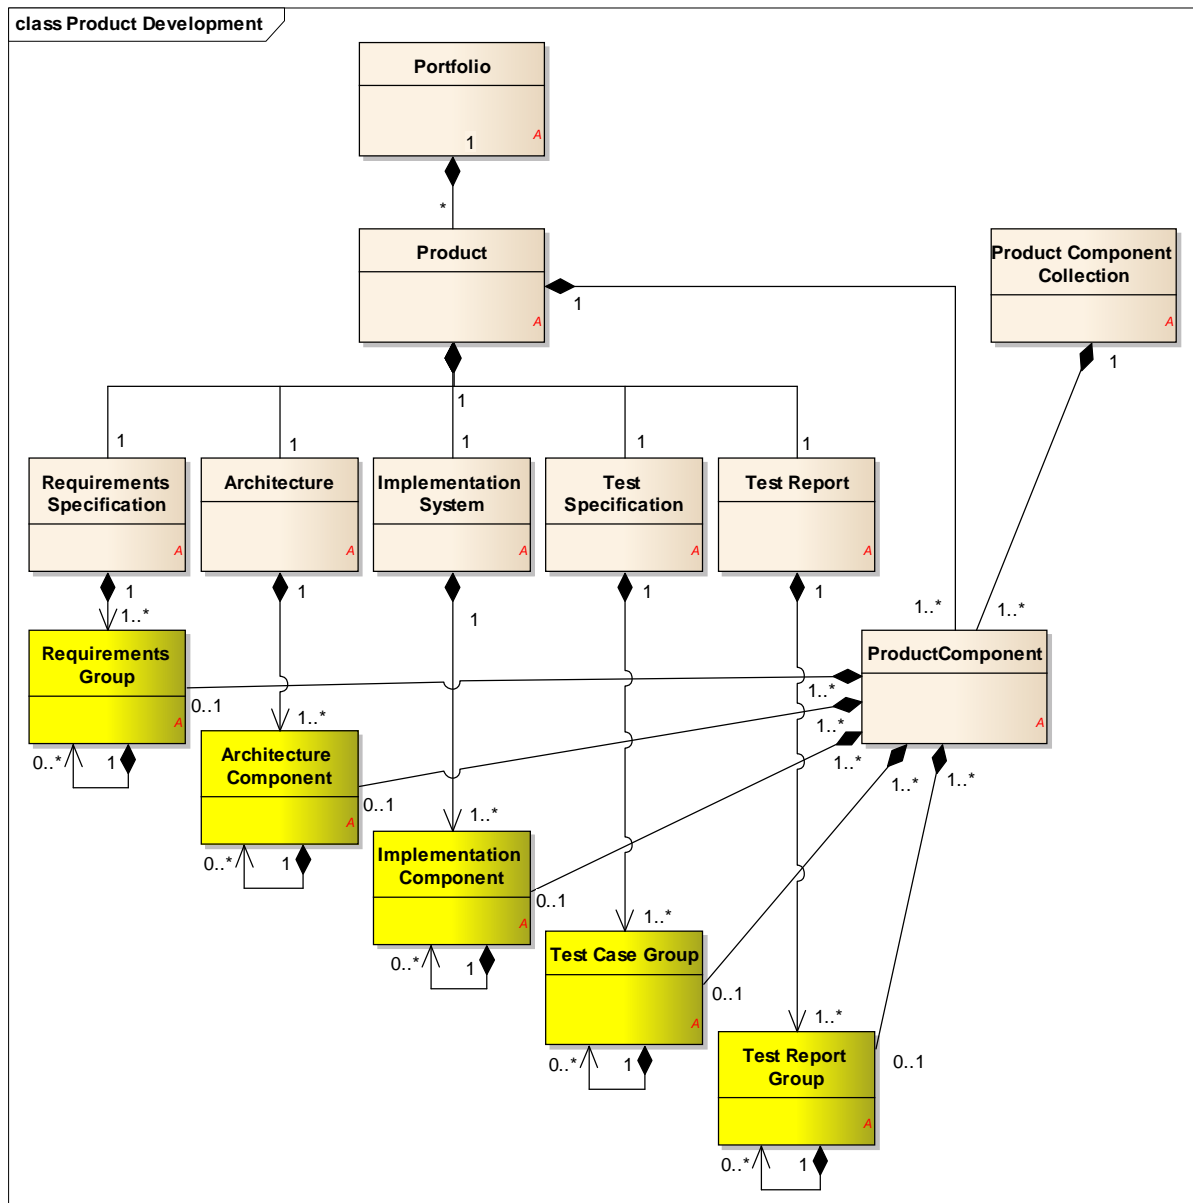 class Product Development
Portfolio
A
1
*
Product
A
1
1
Product Component
Collection
A
1
1
1
1
1
1
Requirements
Specification
A
Architecture
A
Implementation
System
A
Test
Specification
A
Test Report
A
1
1
1
1
1
1..*
1..*
1..*
Requirements
Group
A
ProductComponent
A
0..1
1..*
0..*
1
1..*
Architecture
Component
A
1..*
0..1
1..*
0..*
1
1..*
Implementation
Component
A
0..1
1..*
1..*
0..*
1
1..*
Test Case Group
A
0..1
0..*
1
1..*
Test Report
Group
A
0..1
0..*
1